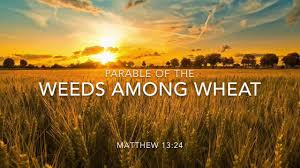 PARABLE OF THE
WEEDS AMONG WHEAT
MATTHEW 13:24